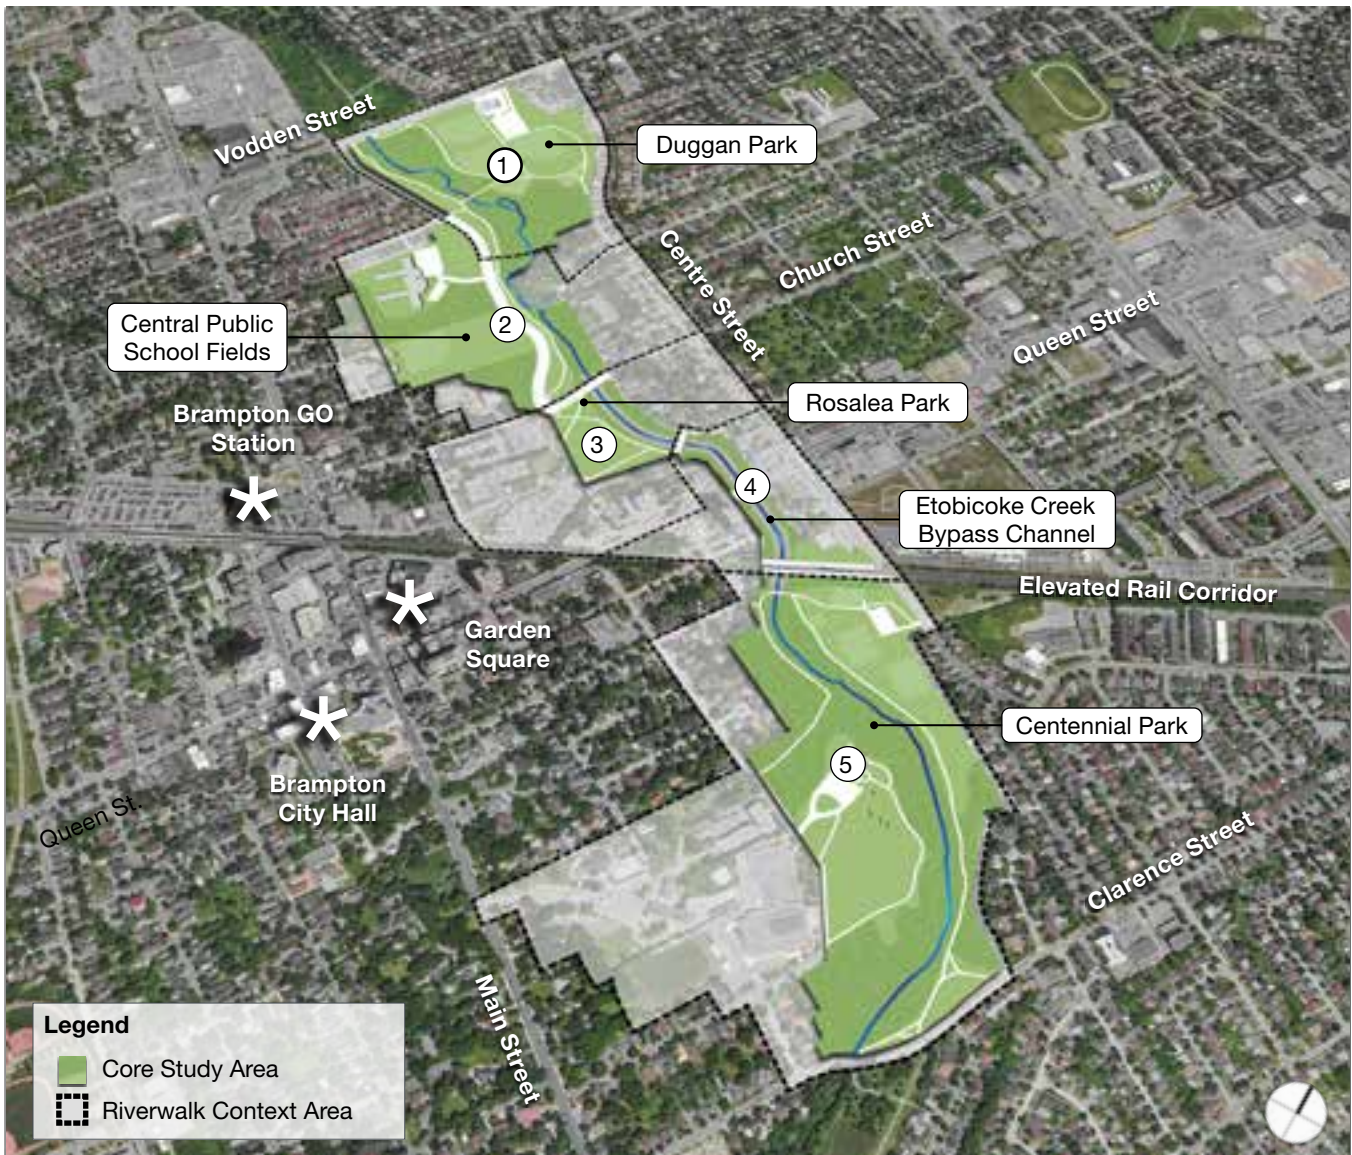 Vodden Street
Duggan Park
1
Centre Street
Church Street
Queen Street
Central Public
School Fields
2
Rosalea Park
Brampton GO
Station
3
4
Etobicoke Creek
Bypass Channel
Elevated Rail Corridor
Garden
Square
Brampton
City Hall
Queen St.
Centennial Park
5
Clarence Street
Main Street
Legend
Core Study Area
Riverwalk Context Area